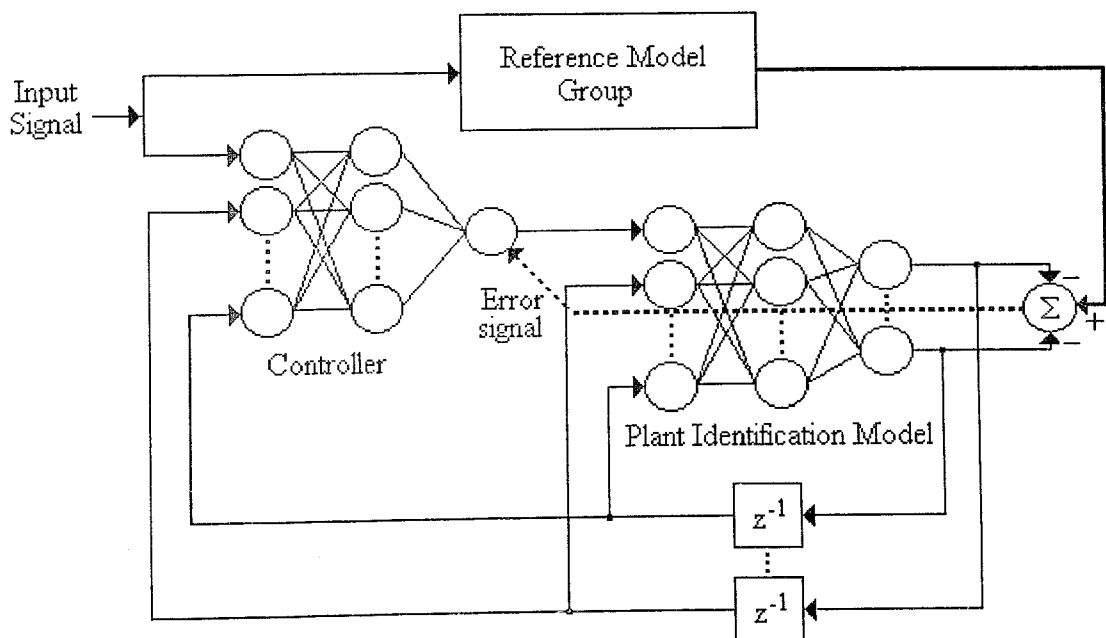 Reference Model
Group
Input
Signal
Error
signal
Controller
Σ
−
+
−
Plant Identification Model
z⁻¹
z⁻¹